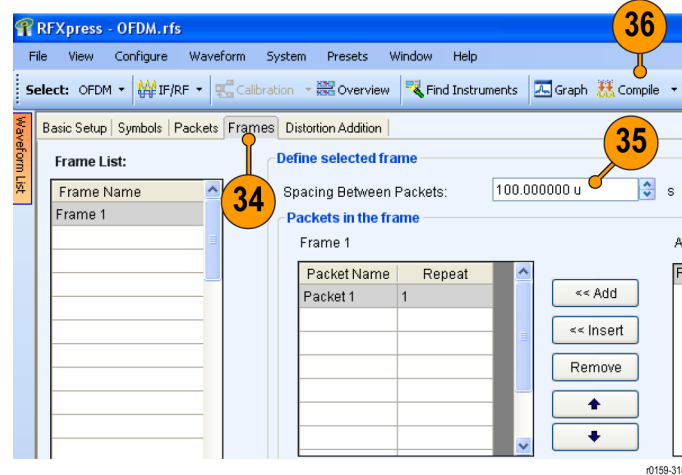 RFXpress - OFDM.rfs
36
File View Configure Waveform System Presets Window Help
Select: OFDM IF/RF Calibration Overview Find Instruments Graph Compile
Waveform List
Basic Setup Symbols Packets Frames Distortion Addition
35
Frame List:
Define selected frame
34
Frame Name
Spacing Between Packets: 100.000000 u s
Frame 1
Packets in the frame
Frame 1
A
Packet Name Repeat
Packet 1 1
<< Add
<< Insert
Remove